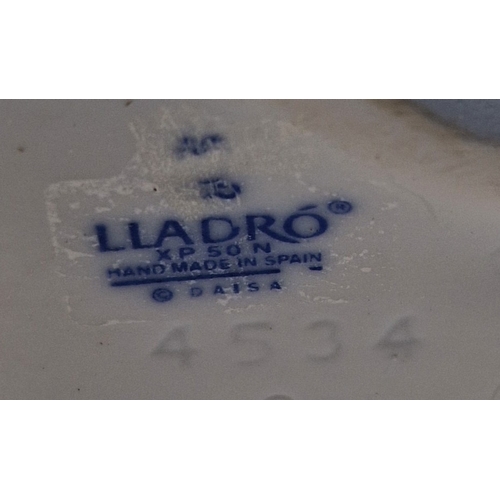 LLADRÓ®
XP 50 N
HAND MADE IN SPAIN
© DAISA
4534